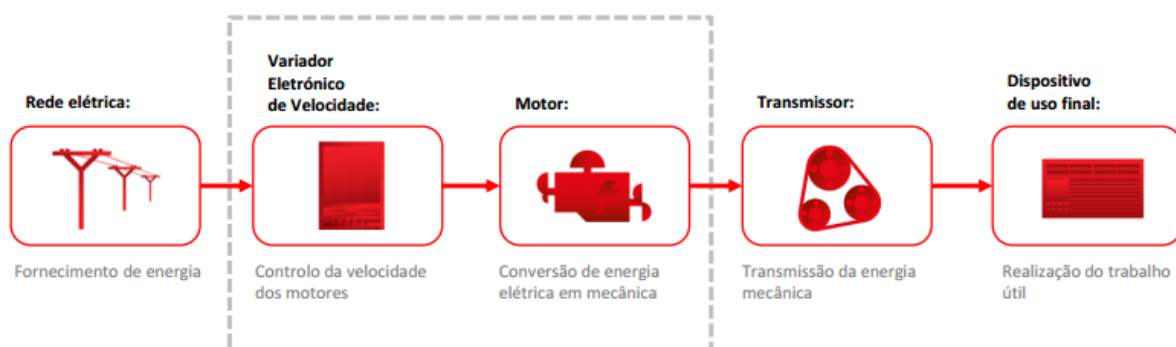 Rede elétrica:
Fornecimento de energia
Variador
Eletrónico
de Velocidade:
Controlo da velocidade
dos motores
Motor:
Conversão de energia
elétrica em mecânica
Transmissor:
Transmissão da energia
mecânica
Dispositivo
de uso final:
Realização do trabalho
útil